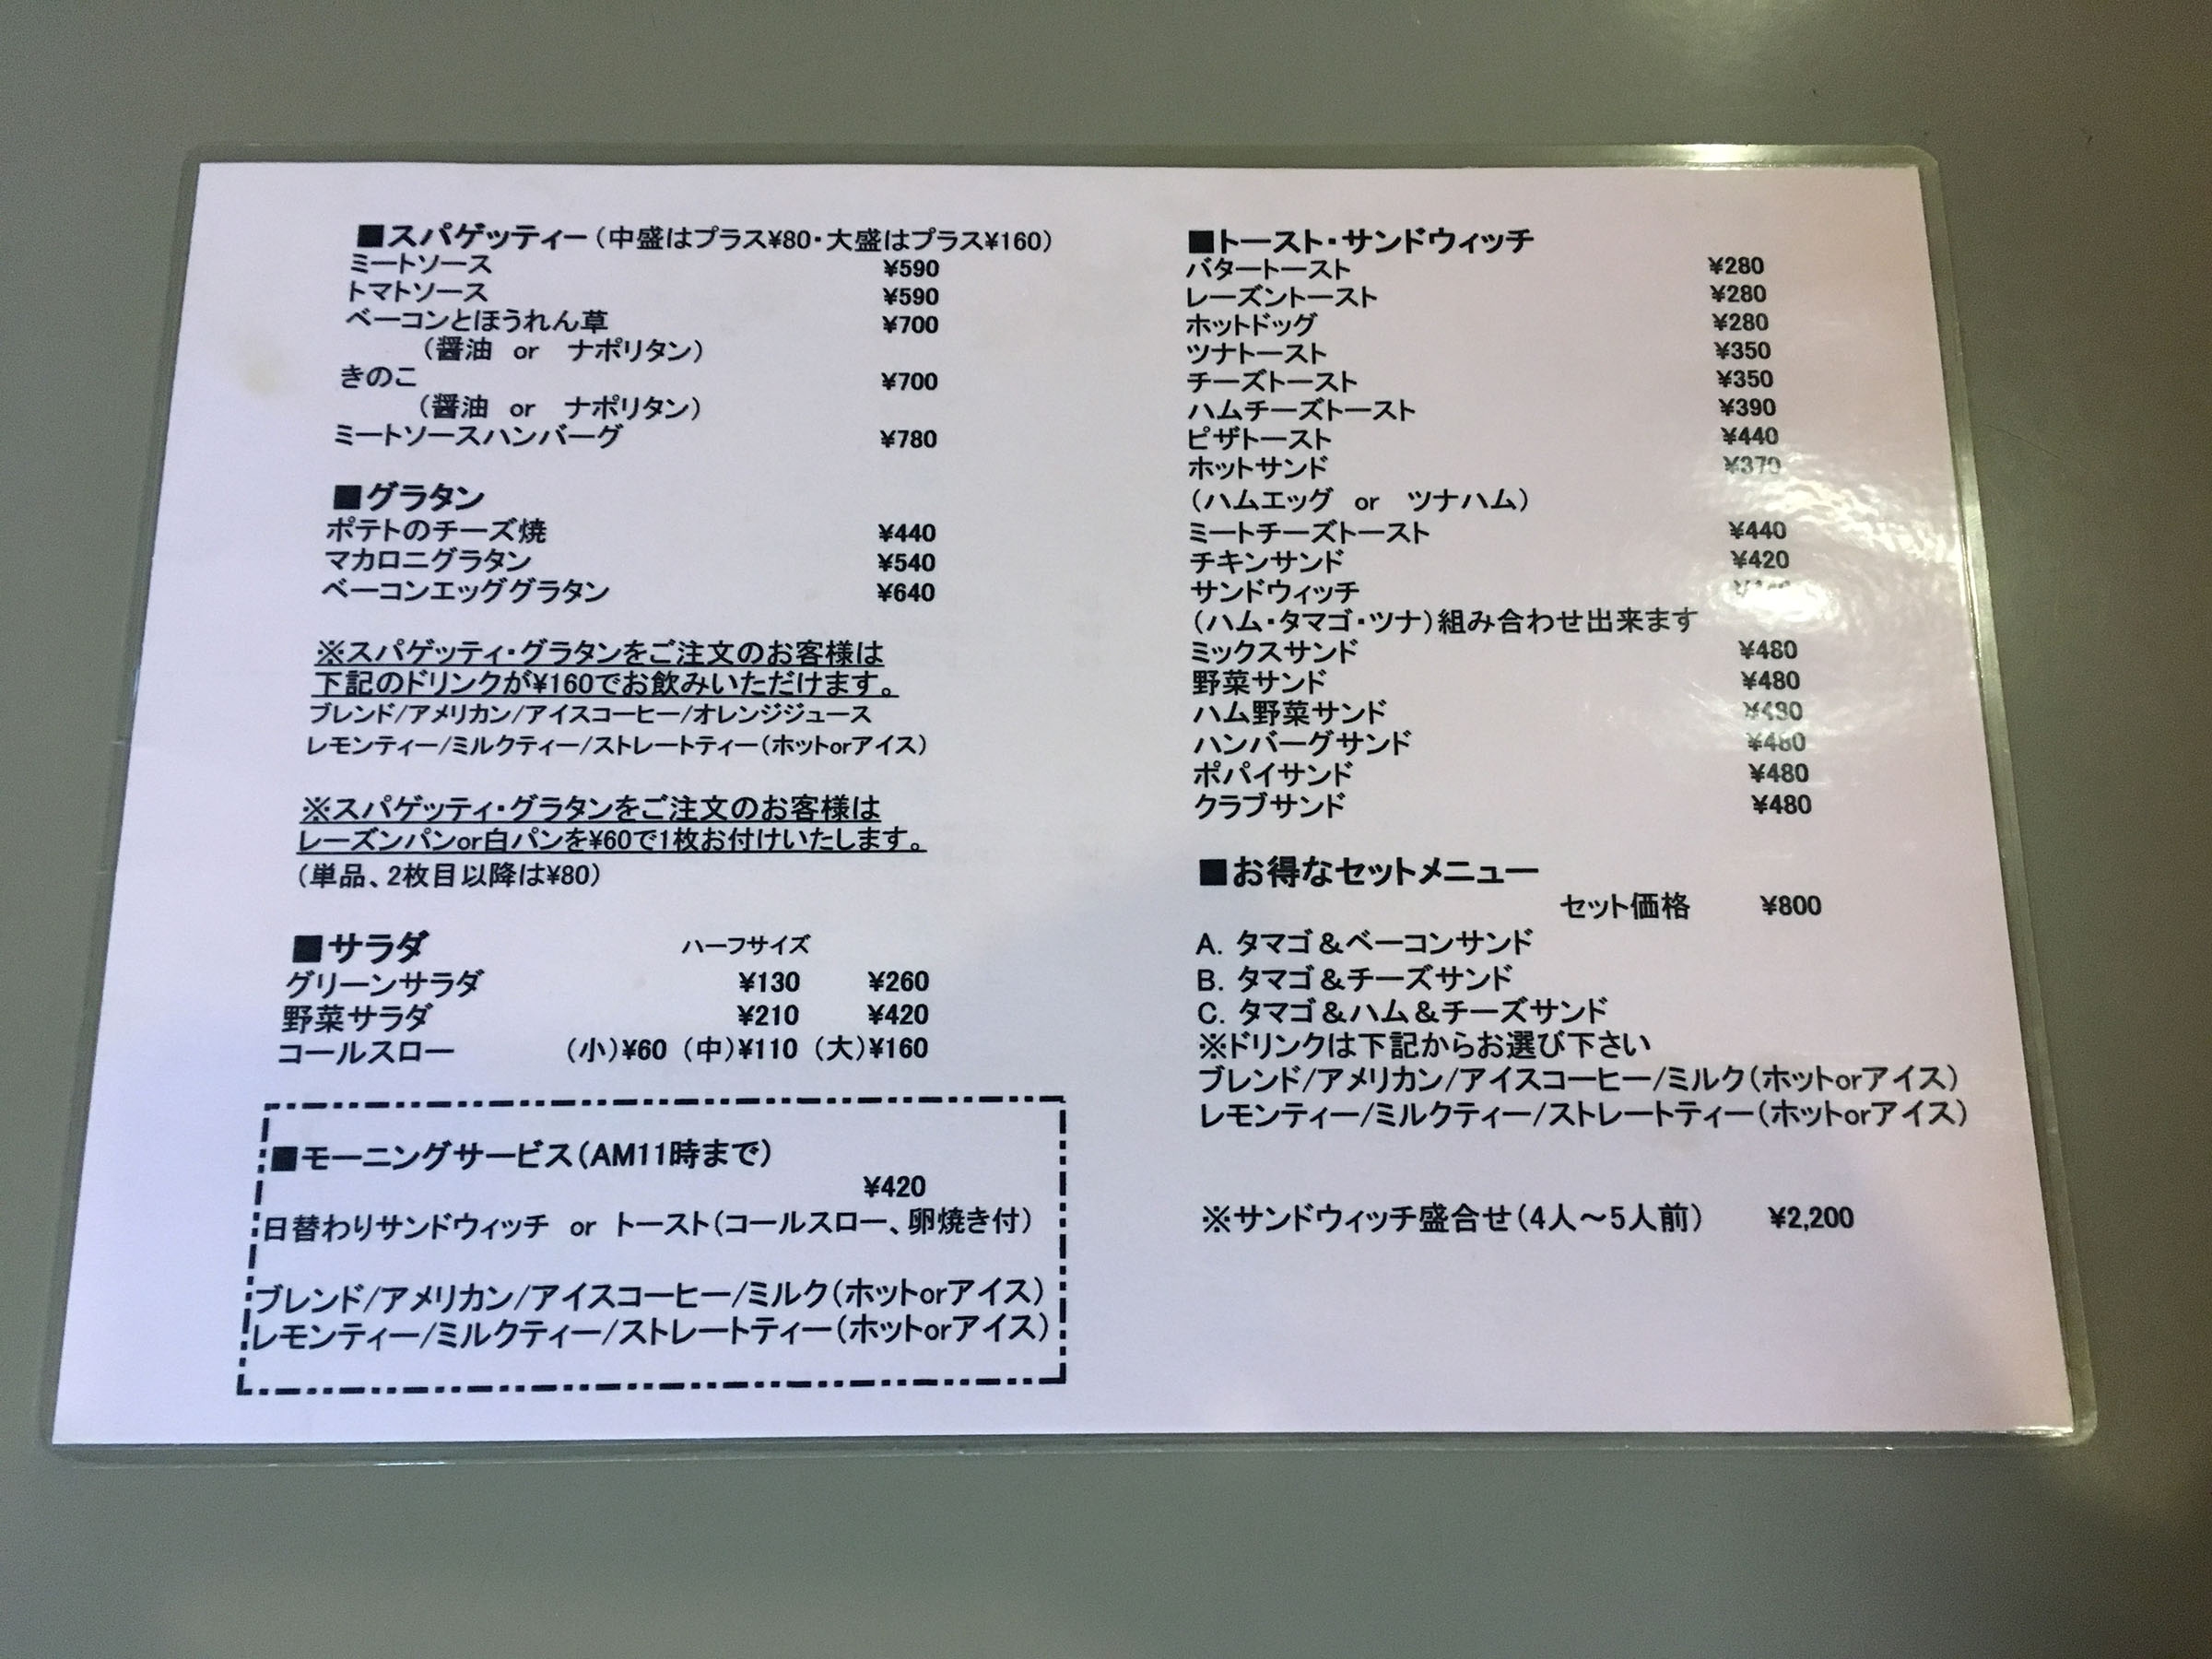 ■スパゲッティー（中盛はプラス¥80・大盛はプラス¥160）
ミートソース ¥590
トマトソース ¥590
ベーコンとほうれん草 ¥700
（醤油 or ナポリタン）
きのこ ¥700
（醤油 or ナポリタン）
ミートソースハンバーグ ¥780
■グラタン
ポテトのチーズ焼 ¥440
マカロニグラタン ¥540
ベーコンエッググラタン ¥640
※スパゲッティ・グラタンをご注文のお客様は
下記のドリンクが¥160でお飲みいただけます。
ブレンド/アメリカン/アイスコーヒー/オレンジジュース
レモンティー/ミルクティー/ストレートティー（ホットorアイス）
※スパゲッティ・グラタンをご注文のお客様は
レーズンパンor白パンを¥60で1枚お付けいたします。
（単品、2枚目以降は¥80）
■サラダ ハーフサイズ
グリーンサラダ ¥130 ¥260
野菜サラダ ¥210 ¥420
コールスロー （小）¥60 （中）¥110 （大）¥160
■モーニングサービス（AM11時まで）
¥420
日替わりサンドウィッチ or トースト（コールスロー、卵焼き付）
ブレンド/アメリカン/アイスコーヒー/ミルク（ホットorアイス）
レモンティー/ミルクティー/ストレートティー（ホットorアイス）
■トースト・サンドウィッチ
バタートースト ¥280
レーズントースト ¥280
ホットドッグ ¥280
ツナトースト ¥350
チーズトースト ¥350
ハムチーズトースト ¥390
ピザトースト ¥440
ホットサンド ¥370
（ハムエッグ or ツナハム）
ミートチーズトースト ¥440
チキンサンド ¥420
サンドウィッチ
（ハム・タマゴ・ツナ）組み合わせ出来ます
ミックスサンド ¥480
野菜サンド ¥480
ハム野菜サンド ¥480
ハンバーグサンド ¥480
ポパイサンド ¥480
クラブサンド ¥480
■お得なセットメニュー
セット価格 ¥800
A. タマゴ＆ベーコンサンド
B. タマゴ＆チーズサンド
C. タマゴ＆ハム＆チーズサンド
※ドリンクは下記からお選び下さい
ブレンド/アメリカン/アイスコーヒー/ミルク（ホットorアイス）
レモンティー/ミルクティー/ストレートティー（ホットorアイス）
※サンドウィッチ盛合せ（4人～5人前） ¥2,200